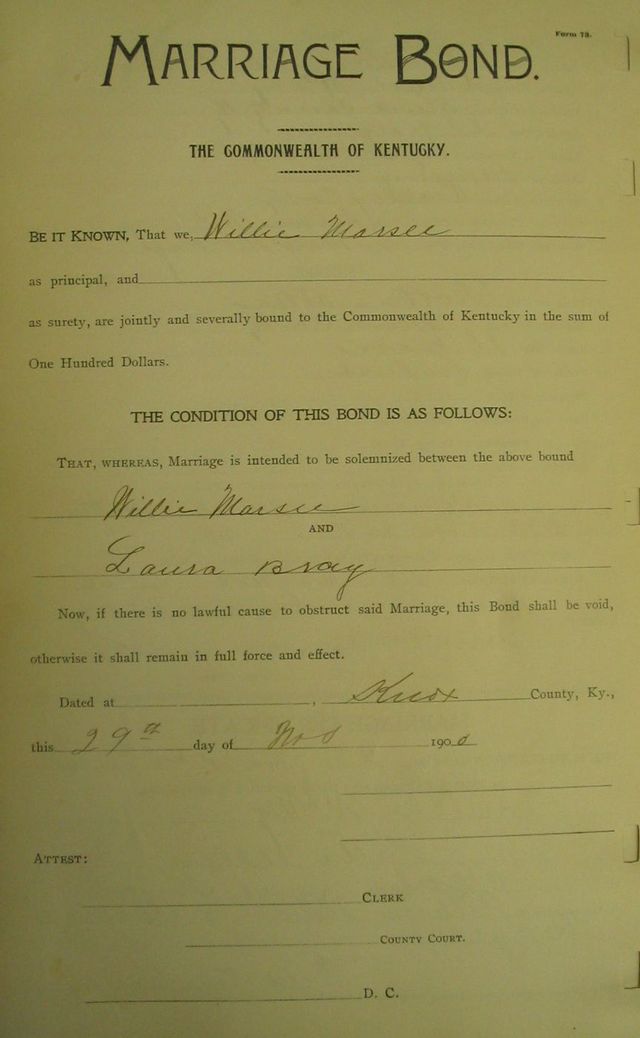 Form 73.
MARRIAGE BOND.
THE COMMONWEALTH OF KENTUCKY.
BE IT KNOWN, That we, Willie Marsee
as principal, and
as surety, are jointly and severally bound to the Commonwealth of Kentucky in the sum of
One Hundred Dollars.
THE CONDITION OF THIS BOND IS AS FOLLOWS:
THAT, WHEREAS, Marriage is intended to be solemnized between the above bound
Willie Marsee
AND
Laura Bray
Now, if there is no lawful cause to obstruct said Marriage, this Bond shall be void,
otherwise it shall remain in full force and effect.
Dated at , Knox County, Ky.,
this 29th day of Nov 1900
ATTEST:
CLERK
COUNTY COURT.
D. C.